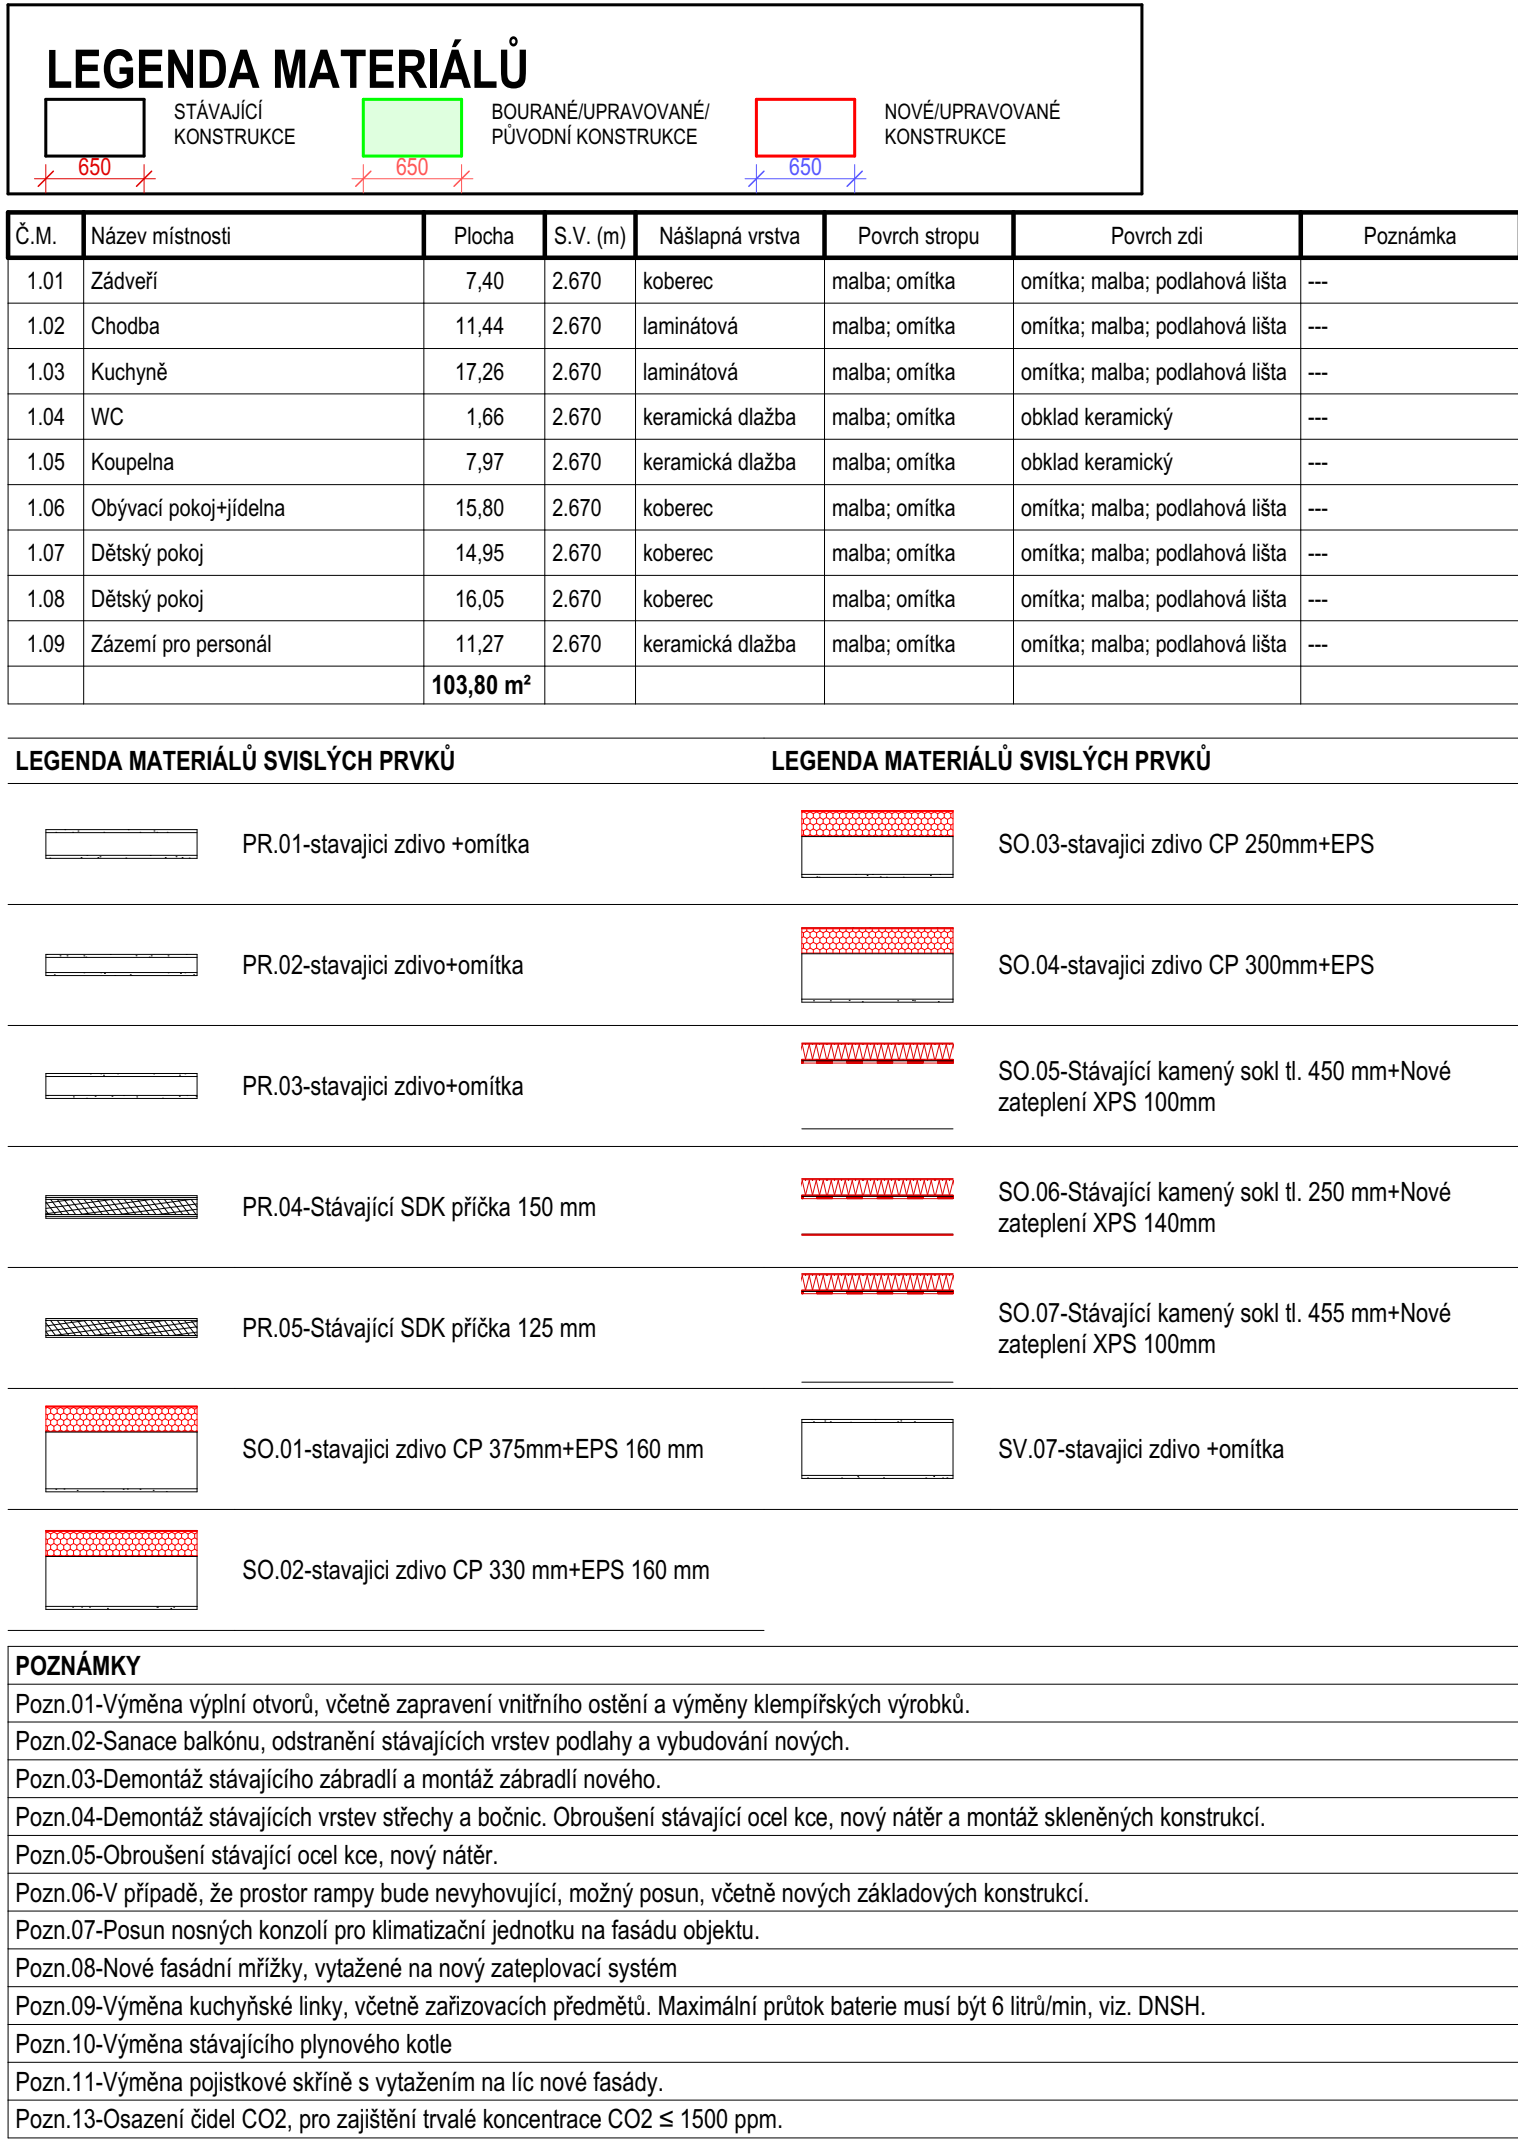 LEGENDA MATERIÁLŮ
STÁVAJÍCÍ
KONSTRUKCE
BOURANÉ/UPRAVOVANÉ/
PŮVODNÍ KONSTRUKCE
NOVÉ/UPRAVOVANÉ
KONSTRUKCE
650 650 650
Č.M. Název místnosti Plocha S.V. (m) Nášlapná vrstva Povrch stropu Povrch zdi Poznámka
1.01 Zádveří 7,40 2.670 koberec malba; omítka omítka; malba; podlahová lišta ---
1.02 Chodba 11,44 2.670 laminátová malba; omítka omítka; malba; podlahová lišta ---
1.03 Kuchyně 17,26 2.670 laminátová malba; omítka omítka; malba; podlahová lišta ---
1.04 WC 1,66 2.670 keramická dlažba malba; omítka obklad keramický ---
1.05 Koupelna 7,97 2.670 keramická dlažba malba; omítka obklad keramický ---
1.06 Obývací pokoj+jídelna 15,80 2.670 koberec malba; omítka omítka; malba; podlahová lišta ---
1.07 Dětský pokoj 14,95 2.670 koberec malba; omítka omítka; malba; podlahová lišta ---
1.08 Dětský pokoj 16,05 2.670 koberec malba; omítka omítka; malba; podlahová lišta ---
1.09 Zázemí pro personál 11,27 2.670 keramická dlažba malba; omítka omítka; malba; podlahová lišta ---
103,80 m²
LEGENDA MATERIÁLŮ SVISLÝCH PRVKŮ
PR.01-stavajici zdivo +omítka
PR.02-stavajici zdivo+omítka
PR.03-stavajici zdivo+omítka
PR.04-Stávající SDK příčka 150 mm
PR.05-Stávající SDK příčka 125 mm
SO.01-stavajici zdivo CP 375mm+EPS 160 mm
SO.02-stavajici zdivo CP 330 mm+EPS 160 mm
LEGENDA MATERIÁLŮ SVISLÝCH PRVKŮ
SO.03-stavajici zdivo CP 250mm+EPS
SO.04-stavajici zdivo CP 300mm+EPS
SO.05-Stávající kamený sokl tl. 450 mm+Nové
zateplení XPS 100mm
SO.06-Stávající kamený sokl tl. 250 mm+Nové
zateplení XPS 140mm
SO.07-Stávající kamený sokl tl. 455 mm+Nové
zateplení XPS 100mm
SV.07-stavajici zdivo +omítka
POZNÁMKY
Pozn.01-Výměna výplní otvorů, včetně zapravení vnitřního ostění a výměny klempířských výrobků.
Pozn.02-Sanace balkónu, odstranění stávajících vrstev podlahy a vybudování nových.
Pozn.03-Demontáž stávajícího zábradlí a montáž zábradlí nového.
Pozn.04-Demontáž stávajících vrstev střechy a bočnic. Obroušení stávající ocel kce, nový nátěr a montáž skleněných konstrukcí.
Pozn.05-Obroušení stávající ocel kce, nový nátěr.
Pozn.06-V případě, že prostor rampy bude nevyhovující, možný posun, včetně nových základových konstrukcí.
Pozn.07-Posun nosných konzolí pro klimatizační jednotku na fasádu objektu.
Pozn.08-Nové fasádní mřížky, vytažené na nový zateplovací systém
Pozn.09-Výměna kuchyňské linky, včetně zařizovacích předmětů. Maximální průtok baterie musí být 6 litrů/min, viz. DNSH.
Pozn.10-Výměna stávajícího plynového kotle
Pozn.11-Výměna pojistkové skříně s vytažením na líc nové fasády.
Pozn.13-Osazení čidel CO2, pro zajištění trvalé koncentrace CO2 ≤ 1500 ppm.